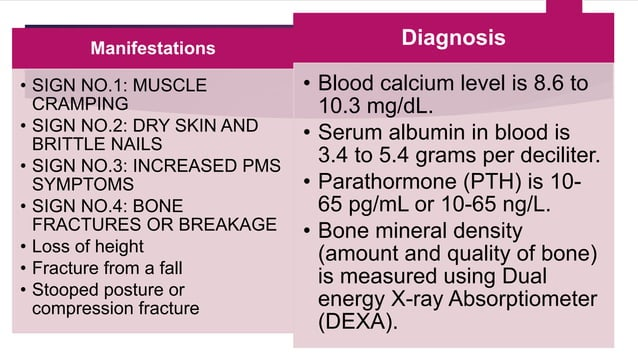 Manifestations
• SIGN NO.1: MUSCLE
CRAMPING
• SIGN NO.2: DRY SKIN AND
BRITTLE NAILS
• SIGN NO.3: INCREASED PMS
SYMPTOMS
• SIGN NO.4: BONE
FRACTURES OR BREAKAGE
• Loss of height
• Fracture from a fall
• Stooped posture or
compression fracture
Diagnosis
• Blood calcium level is 8.6 to
10.3 mg/dL.
• Serum albumin in blood is
3.4 to 5.4 grams per deciliter.
• Parathormone (PTH) is 10-
65 pg/mL or 10-65 ng/L.
• Bone mineral density
(amount and quality of bone)
is measured using Dual
energy X-ray Absorptiometer
(DEXA).